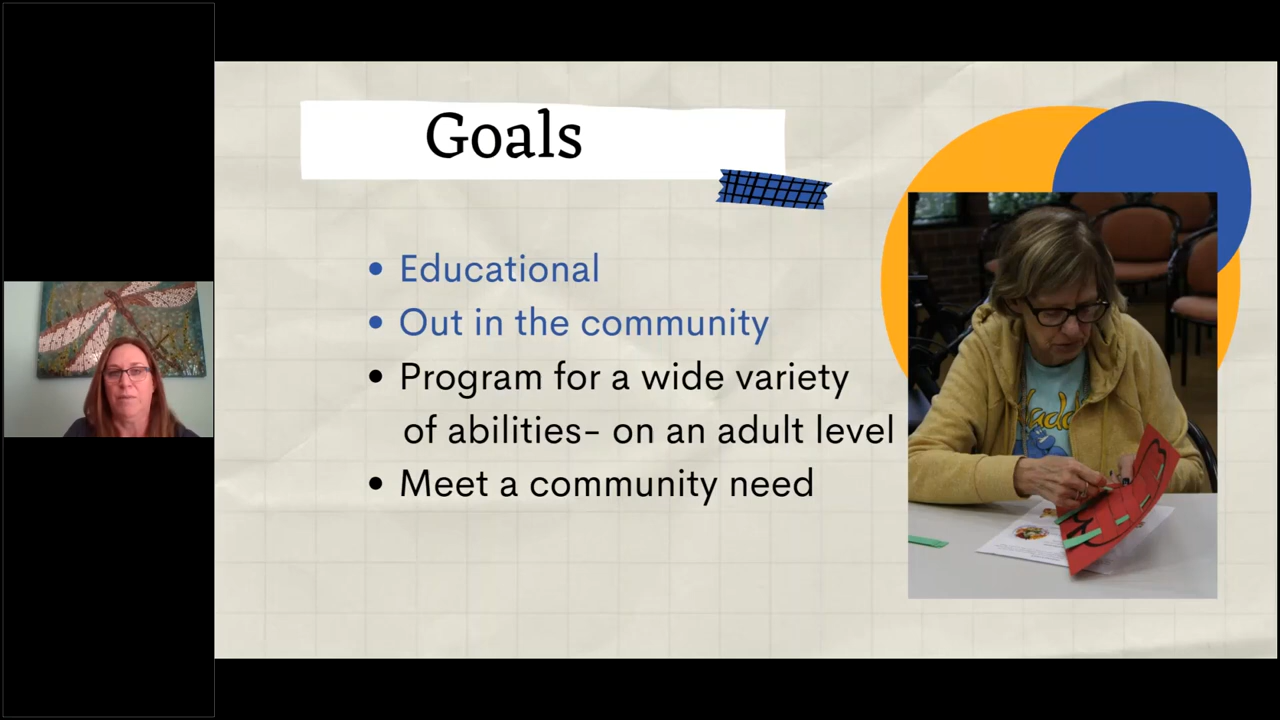 Goals
• Educational
• Out in the community
• Program for a wide variety
of abilities- on an adult level
• Meet a community need